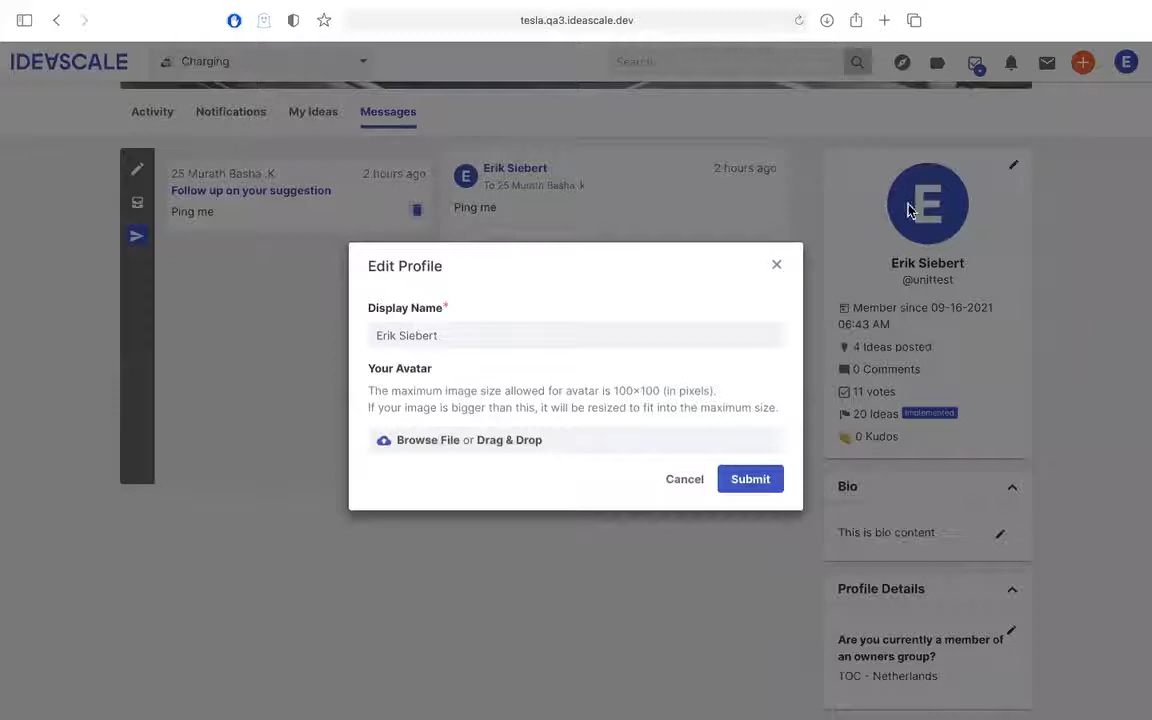 tesla.qa3.ideascale.dev
IDEASCALE
Charging
Search
E
Activity
Notifications
My Ideas
Messages
25 Murath Basha .K
2 hours ago
Follow up on your suggestion
Ping me
E
Erik Siebert
2 hours ago
To 25 Murath Basha .k
Ping me
E
Erik Siebert
@unittest
Member since 09-16-2021
06:43 AM
4 Ideas posted
0 Comments
11 votes
20 Ideas Implemented
0 Kudos
Edit Profile
Display Name*
Erik Siebert
Your Avatar
The maximum image size allowed for avatar is 100x100 (in pixels).
If your image is bigger than this, it will be resized to fit into the maximum size.
Browse File or Drag & Drop
Cancel
Submit
Bio
This is bio content
Profile Details
Are you currently a member of
an owners group?
TOC - Netherlands